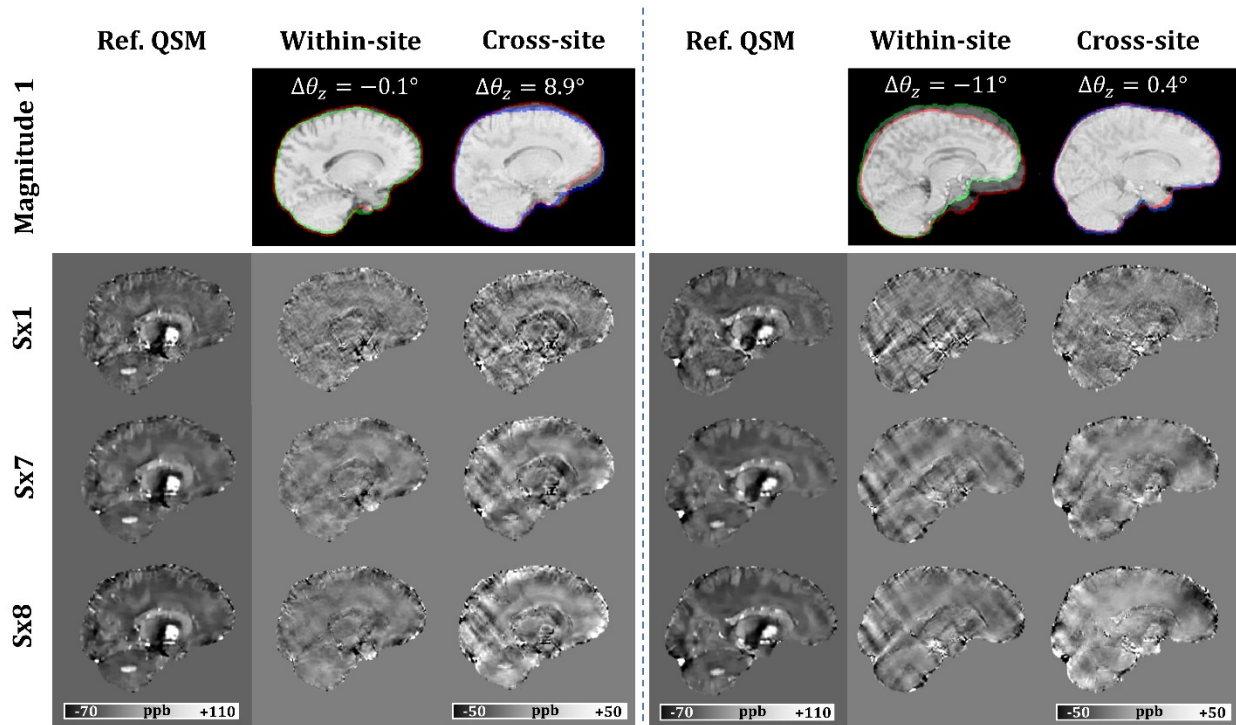 Ref. QSM Within-site Cross-site Ref. QSM Within-site Cross-site
Magnitude 1
Δθz = −0.1° Δθz = 8.9° Δθz = −11° Δθz = 0.4°
Sx1
Sx7
Sx8
-70 ppb +110 -50 ppb +50 -70 ppb +110 -50 ppb +50